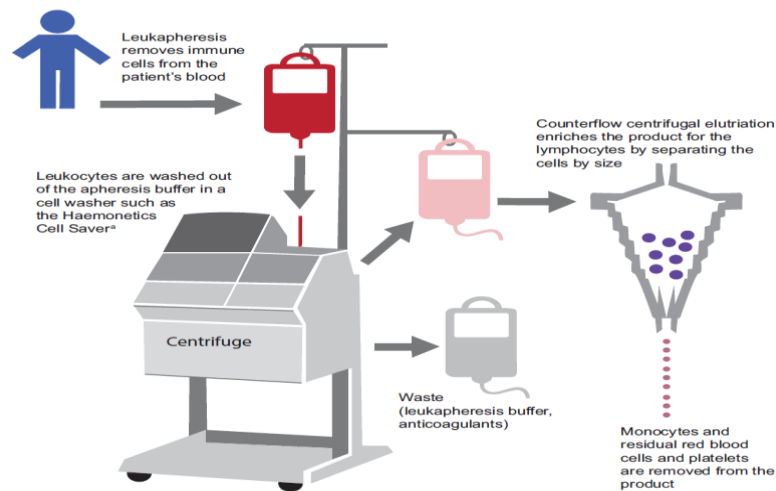 Leukapheresis
removes immune
cells from the
patient's blood
Counterflow centrifugal elutriation
enriches the product for the
lymphocytes by separating the
cells by size
Leukocytes are washed out
of the apheresis buffer in a
cell washer such as
the Haemonetics
Cell Saverᵃ
Centrifuge
Waste
(leukapheresis buffer,
anticoagulants)
Monocytes and
residual red blood
cells and platelets
are removed from the
product